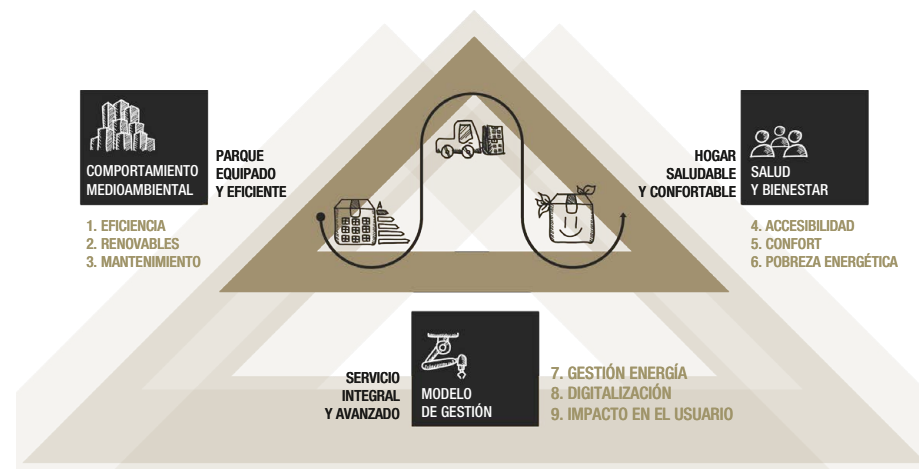 COMPORTAMIENTO
MEDIOAMBIENTAL
PARQUE
EQUIPADO
Y EFICIENTE
1. EFICIENCIA
2. RENOVABLES
3. MANTENIMIENTO
HOGAR
SALUDABLE
Y CONFORTABLE
SALUD
Y BIENESTAR
4. ACCESIBILIDAD
5. CONFORT
6. POBREZA ENERGÉTICA
SERVICIO
INTEGRAL
Y AVANZADO
MODELO
DE GESTIÓN
7. GESTIÓN ENERGÍA
8. DIGITALIZACIÓN
9. IMPACTO EN EL USUARIO